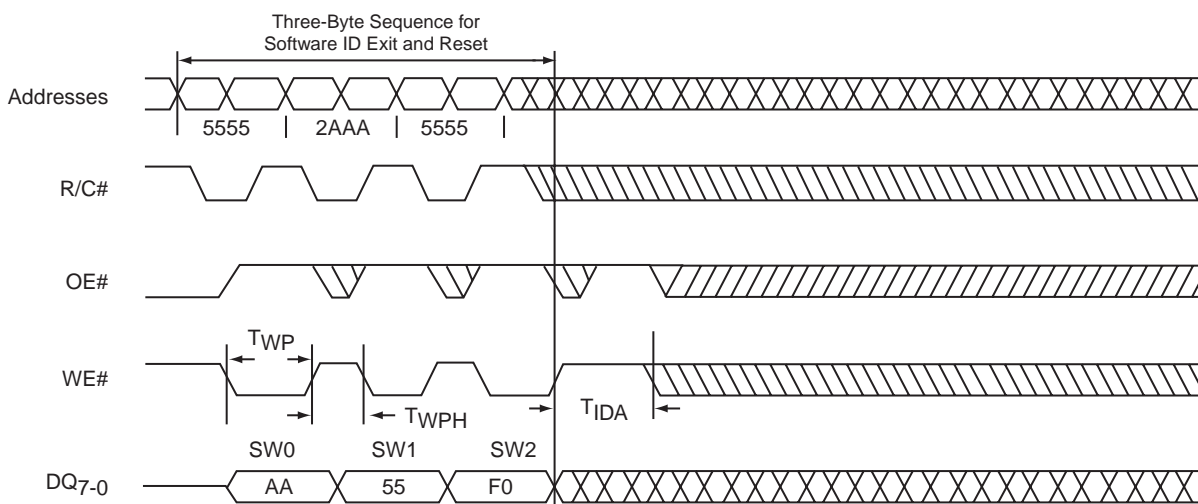 Three-Byte Sequence for
Software ID Exit and Reset
Addresses
5555 2AAA 5555
R/C#
OE#
TWP
WE#
TWPH
TIDA
SW0 SW1 SW2
DQ7-0
AA 55 F0